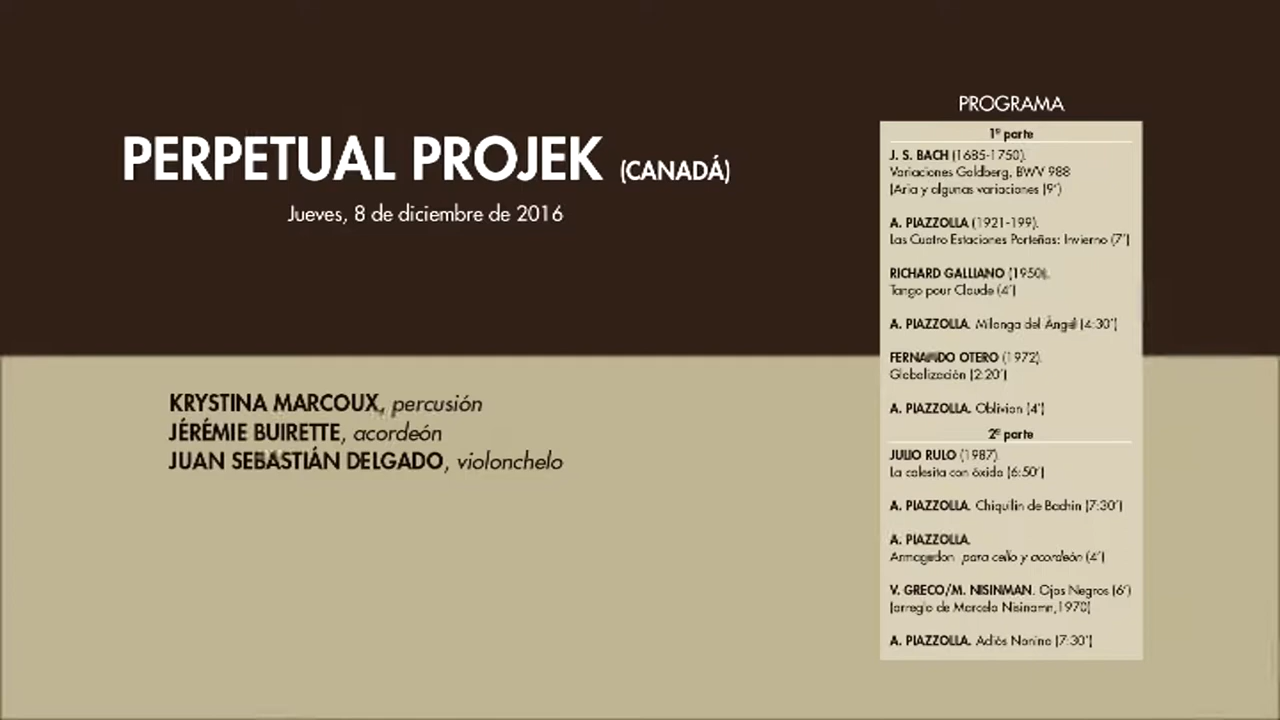 PERPETUAL PROJEK (CANADÁ)
Jueves, 8 de diciembre de 2016
KRYSTINA MARCOUX, percusión
JÉRÉMIE BUIRETTE, acordeón
JUAN SEBASTIÁN DELGADO, violonchelo
PROGRAMA
1ª parte
J. S. BACH (1685-1750).
Variaciones Goldberg, BWV 988
(Aria y algunas variaciones (9')
A. PIAZZOLLA (1921-199).
Las Cuatro Estaciones Porteñas: Invierno (7')
RICHARD GALLIANO (1950).
Tango pour Claude (4')
A. PIAZZOLLA. Milonga del Ángel (4:30')
FERNANDO OTERO (1972).
Globalización (2:20')
A. PIAZZOLLA. Oblivion (4')
2ª parte
JULIO RULO (1987).
La calesita con óxido (6:50')
A. PIAZZOLLA. Chiquilín de Bachín (7:30')
A. PIAZZOLLA.
Armagedon para cello y acordeón (4')
V. GRECO/M. NISINMAN. Ojos Negros (6')
(arreglo de Marcelo Nisinamn,1970)
A. PIAZZOLLA. Adiós Nonino (7:30')